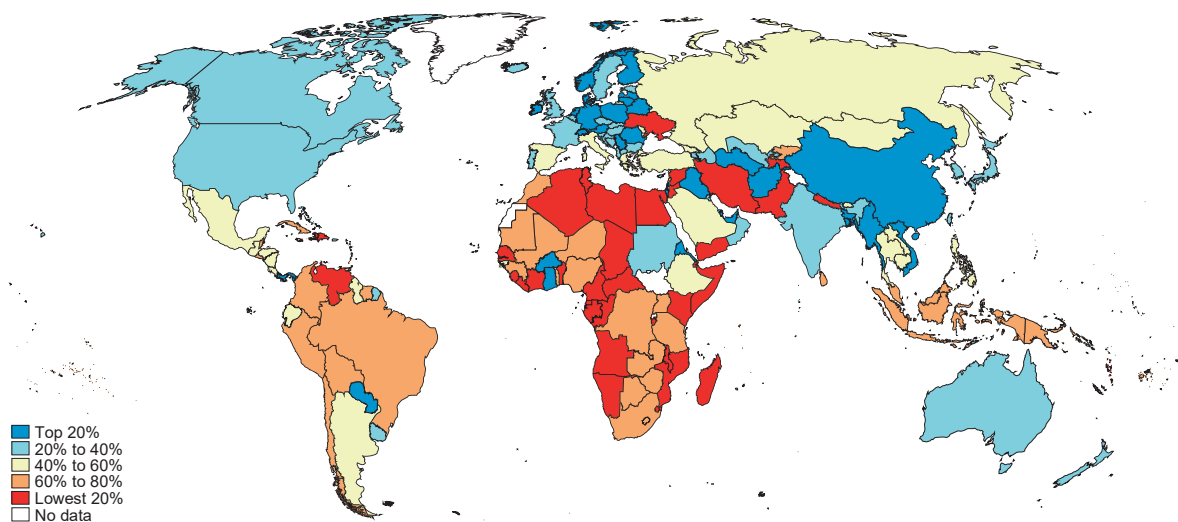 Top 20%
20% to 40%
40% to 60%
60% to 80%
Lowest 20%
No data